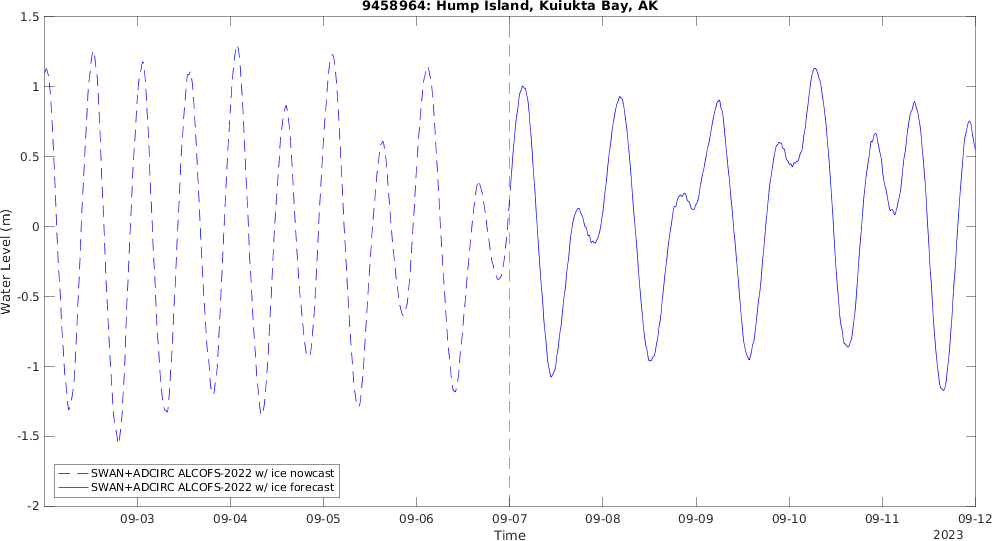 9458964: Hump Island, Kuiukta Bay, AK
1.5
1
0.5
0
-0.5
-1
-1.5
-2
Water Level (m)
SWAN+ADCIRC ALCOFS-2022 w/ ice nowcast
SWAN+ADCIRC ALCOFS-2022 w/ ice forecast
09-03 09-04 09-05 09-06 09-07 09-08 09-09 09-10 09-11 09-12
Time
2023